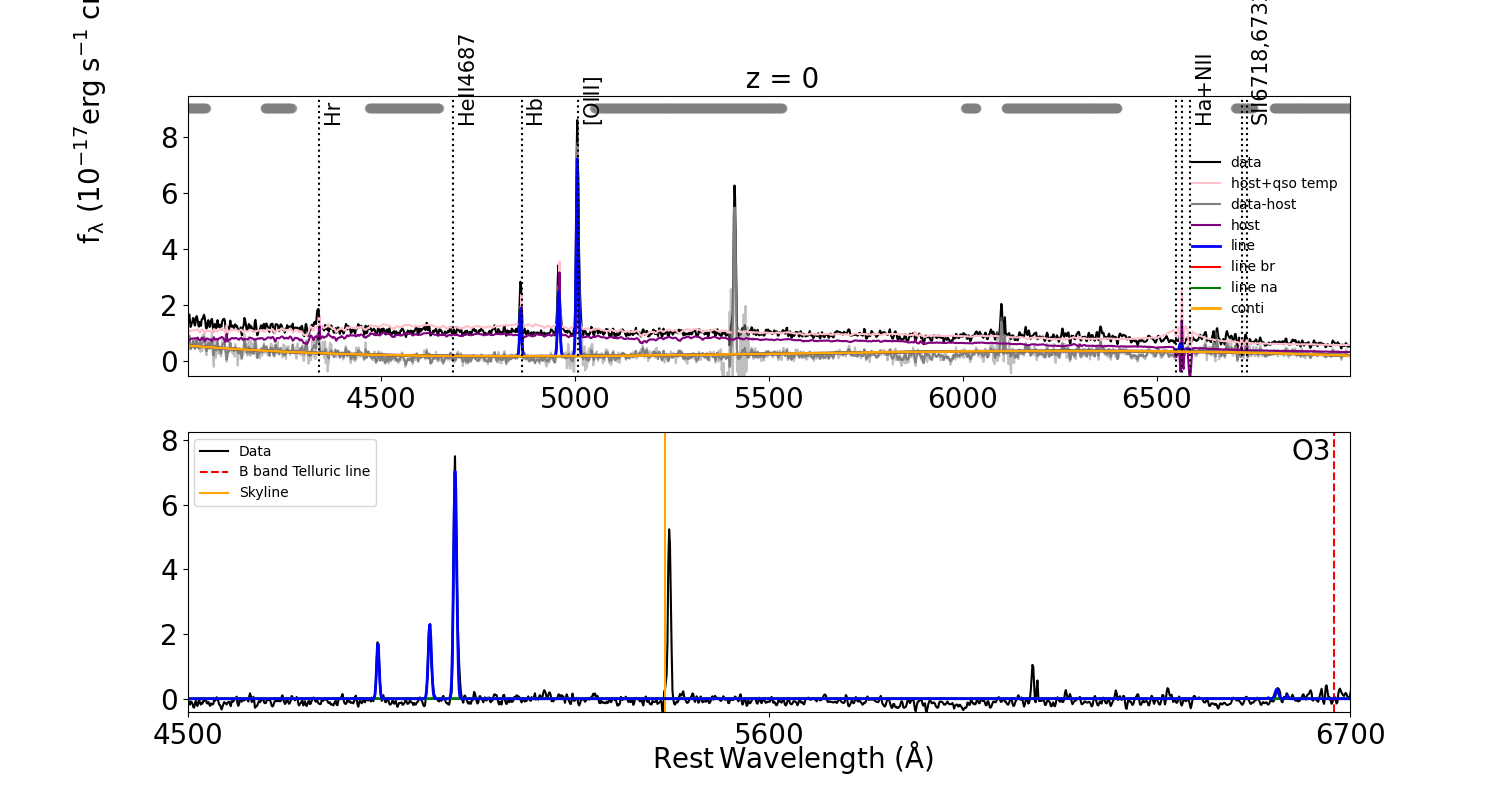 f_λ (10^−17 erg s^−1 c
z = 0
Hr
HeII4687
Hb
[OIII]
Ha+NII
SII6718,673
8
6
4
2
0
data
host+qso temp
data-host
host
line
line br
line na
conti
4500
5000
5500
6000
6500
8
6
4
2
0
Data
B band Telluric line
Skyline
O3
4500
5600
6700
Rest Wavelength (Å)